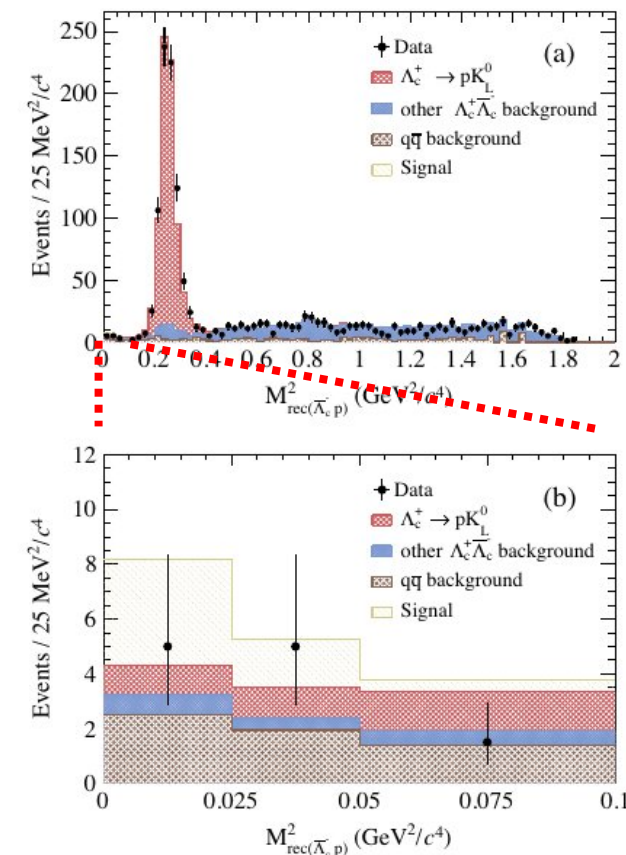 250
200
150
100
50
0
Events / 25 MeV²/c⁴
(a)
Data
Λc⁺ → pK⁰L
other Λc⁺Λ̅c⁻ background
qq̅ background
Signal
0 0.2 0.4 0.6 0.8 1 1.2 1.4 1.6 1.8 2
M²rec(Λ̅c⁻ p) (GeV²/c⁴)
12
10
8
6
4
2
0
Events / 25 MeV²/c⁴
(b)
Data
Λc⁺ → pK⁰L
other Λc⁺Λ̅c⁻ background
qq̅ background
Signal
0 0.025 0.05 0.075 0.1
M²rec(Λ̅c⁻ p) (GeV²/c⁴)